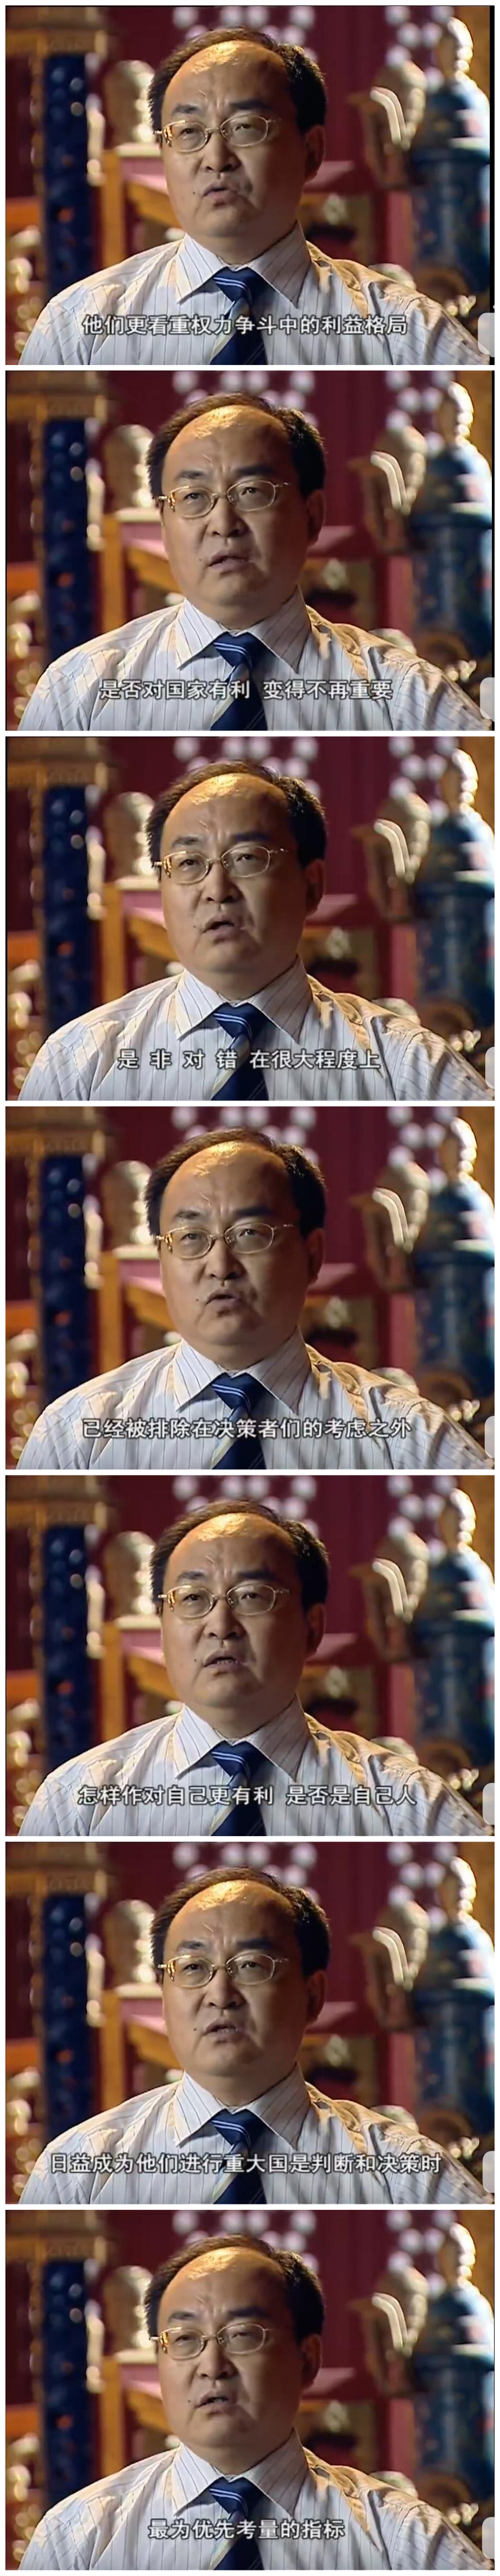 他们更看重权力争斗中的利益格局
是否对国家有利 变得不再重要
是 非 对 错 在很大程度上
已经被排除在决策者们的考虑之外
怎样作对自己更有利 是否是自己人
日益成为他们进行重大国是判断和决策时
最为优先考量的指标